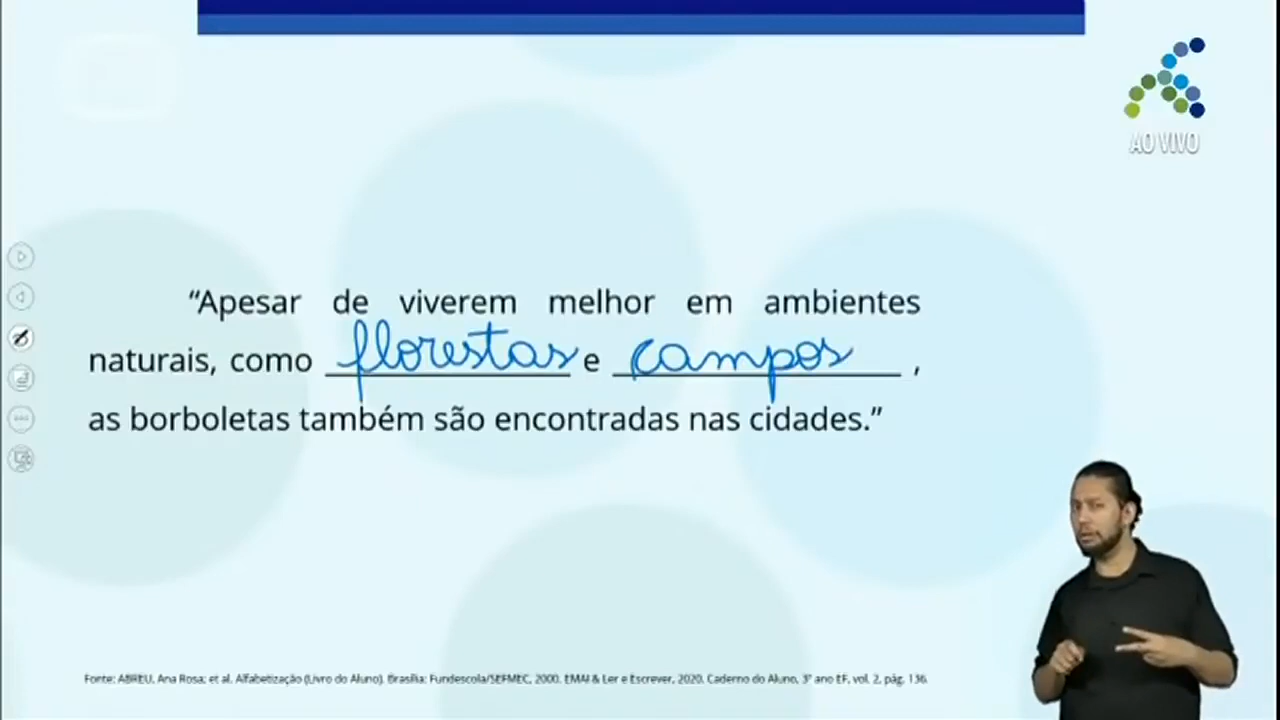 AO VIVO
“Apesar de viverem melhor em ambientes
naturais, como florestas e campos ,
as borboletas também são encontradas nas cidades.”
Fonte: ABREU, Ana Rosa; et al. Alfabetização (Livro do Aluno). Brasília: Fundescola/SEFMEC, 2000. EMAI & Ler e Escrever, 2020. Caderno do Aluno, 3º ano EF, vol. 2, pág. 136.